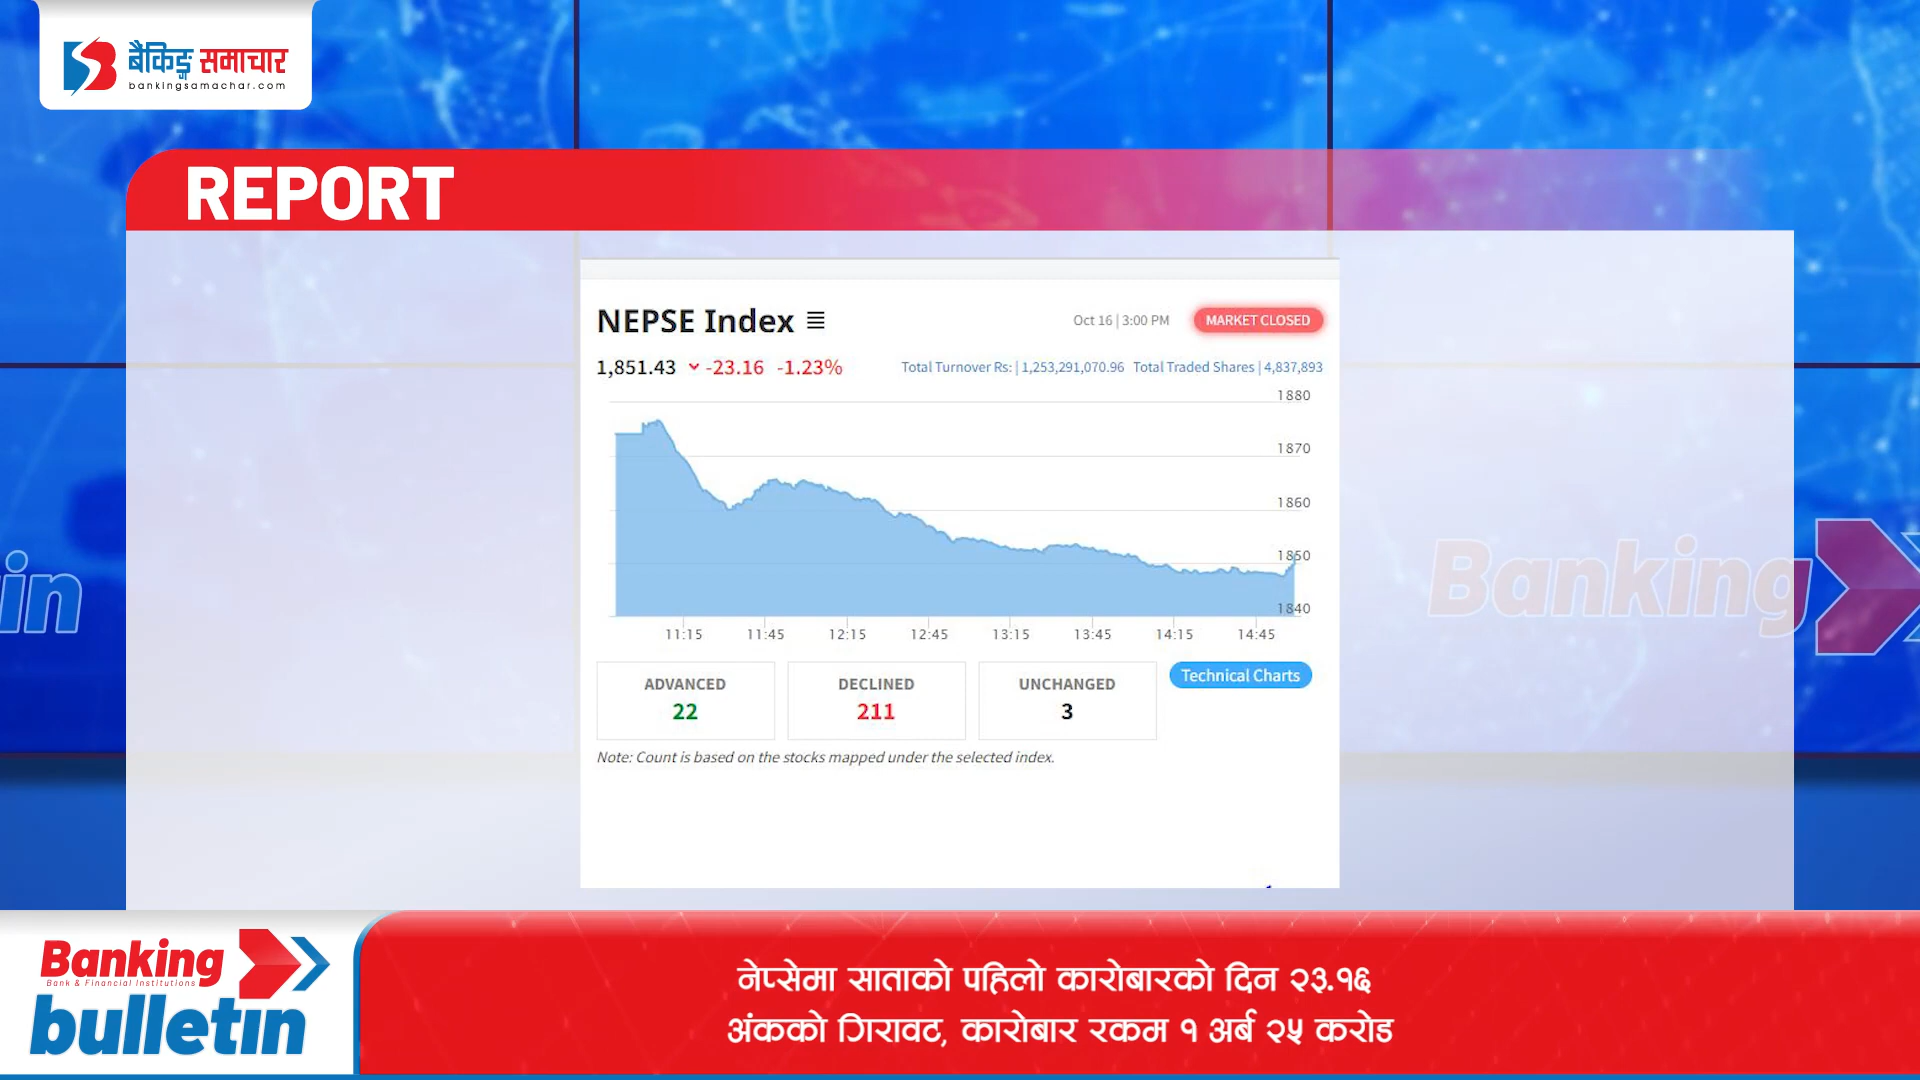 बैंकिङ्ग समाचार
bankingsamachar.com
REPORT
NEPSE Index
Oct 16 | 3:00 PM
MARKET CLOSED
1,851.43 -23.16 -1.23%
Total Turnover Rs: | 1,253,291,070.96 Total Traded Shares | 4,837,893
1880
1870
1860
1850
1840
11:15 11:45 12:15 12:45 13:15 13:45 14:15 14:45
ADVANCED
22
DECLINED
211
UNCHANGED
3
Technical Charts
Note: Count is based on the stocks mapped under the selected index.
in
Banking
Banking
Bank & Financial Institutions
bulletin
नेप्सेमा साताको पहिलो कारोबारको दिन २३.१६
अंकको गिरावट, कारोबार रकम १ अर्ब २५ करोड